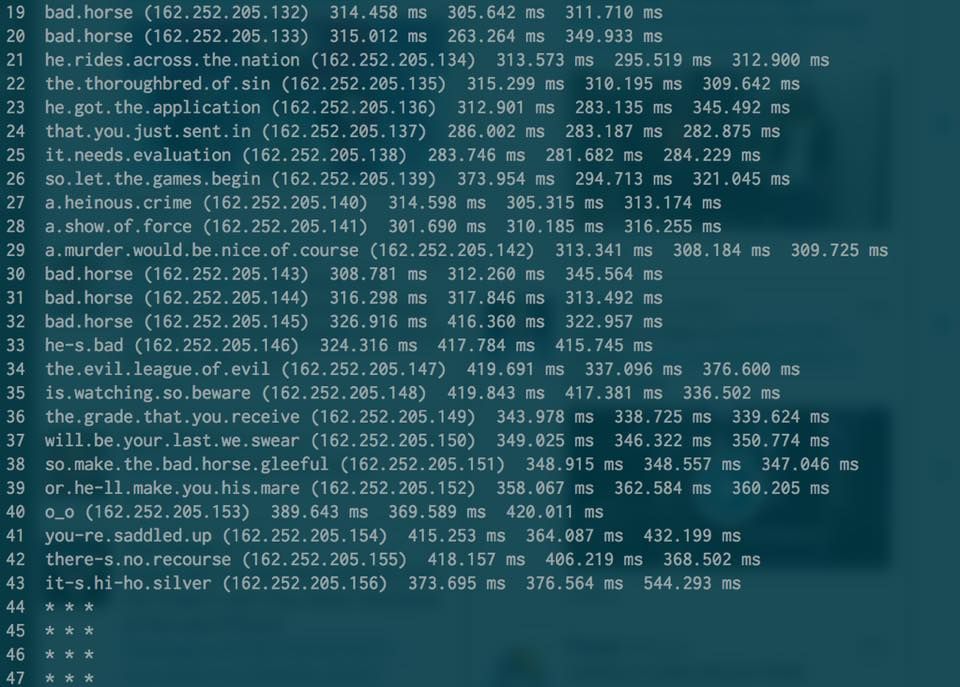 19 bad.horse (162.252.205.132) 314.458 ms 305.642 ms 311.710 ms
20 bad.horse (162.252.205.133) 315.012 ms 263.264 ms 349.933 ms
21 he.rides.across.the.nation (162.252.205.134) 313.573 ms 295.519 ms 312.900 ms
22 the.thoroughbred.of.sin (162.252.205.135) 315.299 ms 310.195 ms 309.642 ms
23 he.got.the.application (162.252.205.136) 312.901 ms 283.135 ms 345.492 ms
24 that.you.just.sent.in (162.252.205.137) 286.002 ms 283.187 ms 282.875 ms
25 it.needs.evaluation (162.252.205.138) 283.746 ms 281.682 ms 284.229 ms
26 so.let.the.games.begin (162.252.205.139) 373.954 ms 294.713 ms 321.045 ms
27 a.heinous.crime (162.252.205.140) 314.598 ms 305.315 ms 313.174 ms
28 a.show.of.force (162.252.205.141) 301.690 ms 310.185 ms 316.255 ms
29 a.murder.would.be.nice.of.course (162.252.205.142) 313.341 ms 308.184 ms 309.725 ms
30 bad.horse (162.252.205.143) 308.781 ms 312.260 ms 345.564 ms
31 bad.horse (162.252.205.144) 316.298 ms 317.846 ms 313.492 ms
32 bad.horse (162.252.205.145) 326.916 ms 416.360 ms 322.957 ms
33 he-s.bad (162.252.205.146) 324.316 ms 417.784 ms 415.745 ms
34 the.evil.league.of.evil (162.252.205.147) 419.691 ms 337.096 ms 376.600 ms
35 is.watching.so.beware (162.252.205.148) 419.843 ms 417.381 ms 336.502 ms
36 the.grade.that.you.receive (162.252.205.149) 343.978 ms 338.725 ms 339.624 ms
37 will.be.your.last.we.swear (162.252.205.150) 349.025 ms 346.322 ms 350.774 ms
38 so.make.the.bad.horse.gleeful (162.252.205.151) 348.915 ms 348.557 ms 347.046 ms
39 or.he-ll.make.you.his.mare (162.252.205.152) 358.067 ms 362.584 ms 360.205 ms
40 o_o (162.252.205.153) 389.643 ms 369.589 ms 420.011 ms
41 you-re.saddled.up (162.252.205.154) 415.253 ms 364.087 ms 432.199 ms
42 there-s.no.recourse (162.252.205.155) 418.157 ms 406.219 ms 368.502 ms
43 it-s.hi-ho.silver (162.252.205.156) 373.695 ms 376.564 ms 544.293 ms
44 * * *
45 * * *
46 * * *
47 * * *